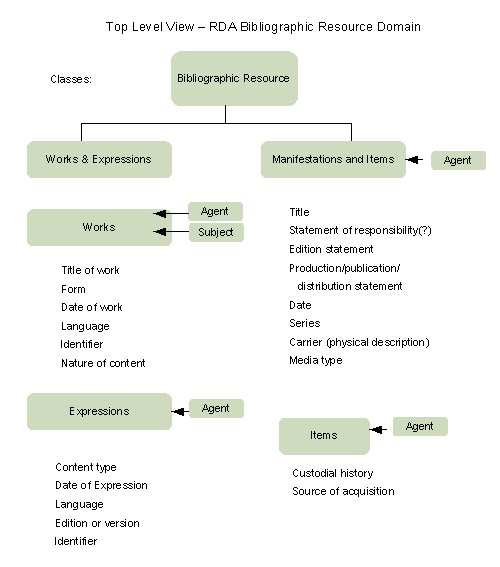 Top Level View – RDA Bibliographic Resource Domain
Classes:
Bibliographic Resource
Works & Expressions
Manifestations and Items
Agent
Works
Agent
Subject
Title of work
Form
Date of work
Language
Identifier
Nature of content
Title
Statement of responsibility(?)
Edition statement
Production/publication/
distribution statement
Date
Series
Carrier (physical description)
Media type
Expressions
Agent
Content type
Date of Expression
Language
Edition or version
Identifier
Items
Agent
Custodial history
Source of acquisition